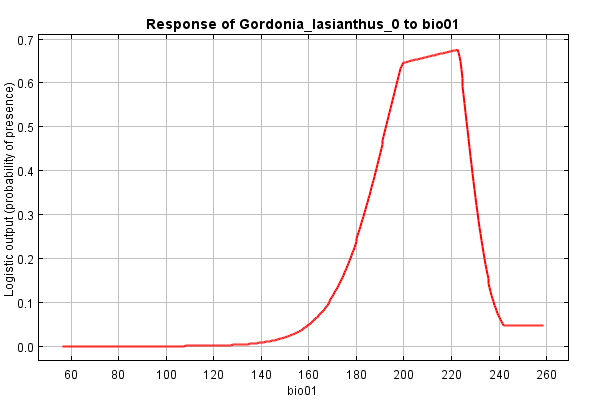 Response of Gordonia_lasianthus_0 to bio01
Logistic output (probability of presence)
0.7
0.6
0.5
0.4
0.3
0.2
0.1
0.0
60 80 100 120 140 160 180 200 220 240 260
bio01